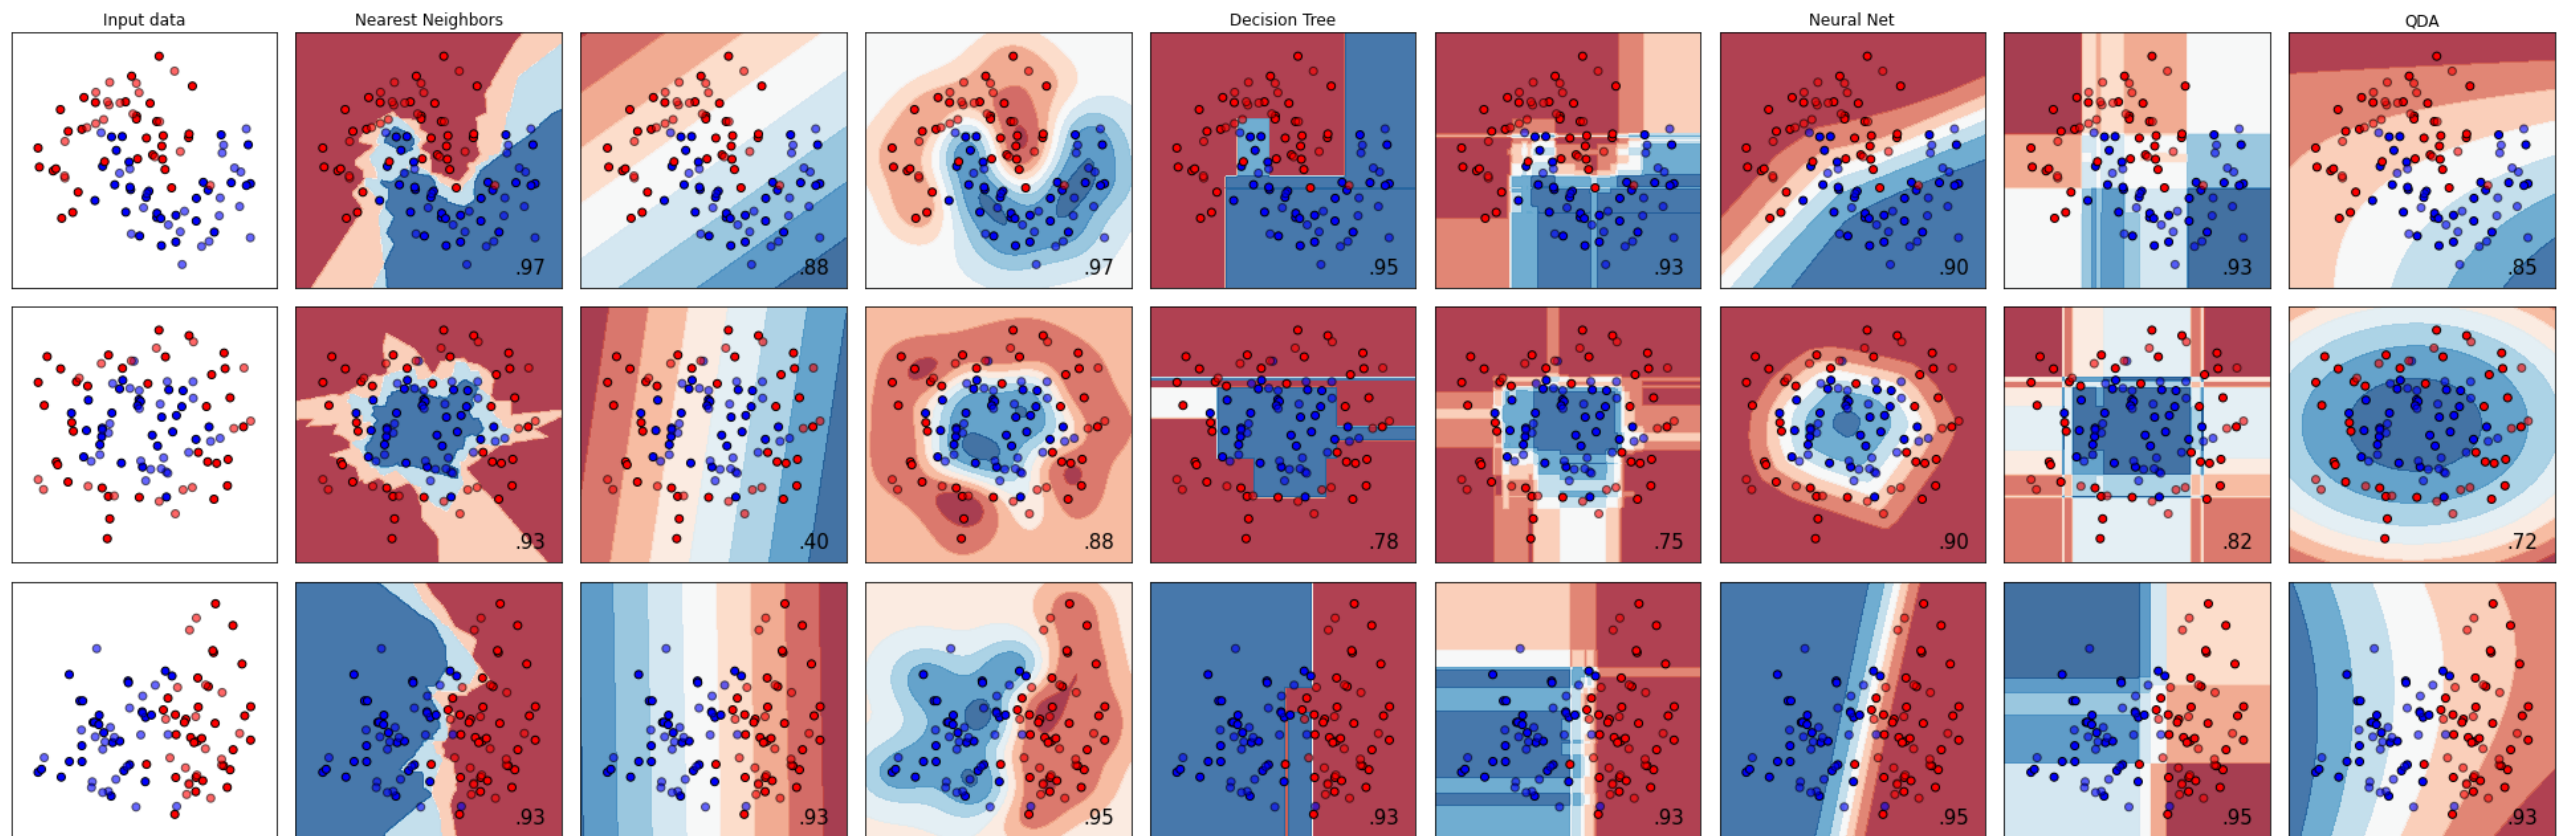 Input data Nearest Neighbors Decision Tree Neural Net QDA
.97 .88 .97 .95 .93 .90 .93 .85
.93 .40 .88 .78 .75 .90 .82 .72
.93 .93 .95 .93 .93 .95 .95 .93